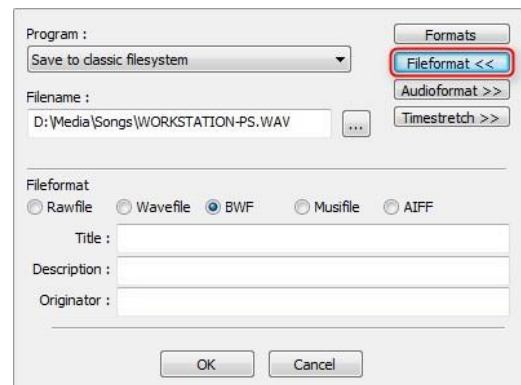 Program :
Formats
Save to classic filesystem
Fileformat <<
Filename :
Audioformat >>
D:\Media\Songs\WORKSTATION-PS.WAV
...
Timestretch >>
Fileformat
Rawfile Wavefile BWF Musifile AIFF
Title :
Description :
Originator :
OK Cancel